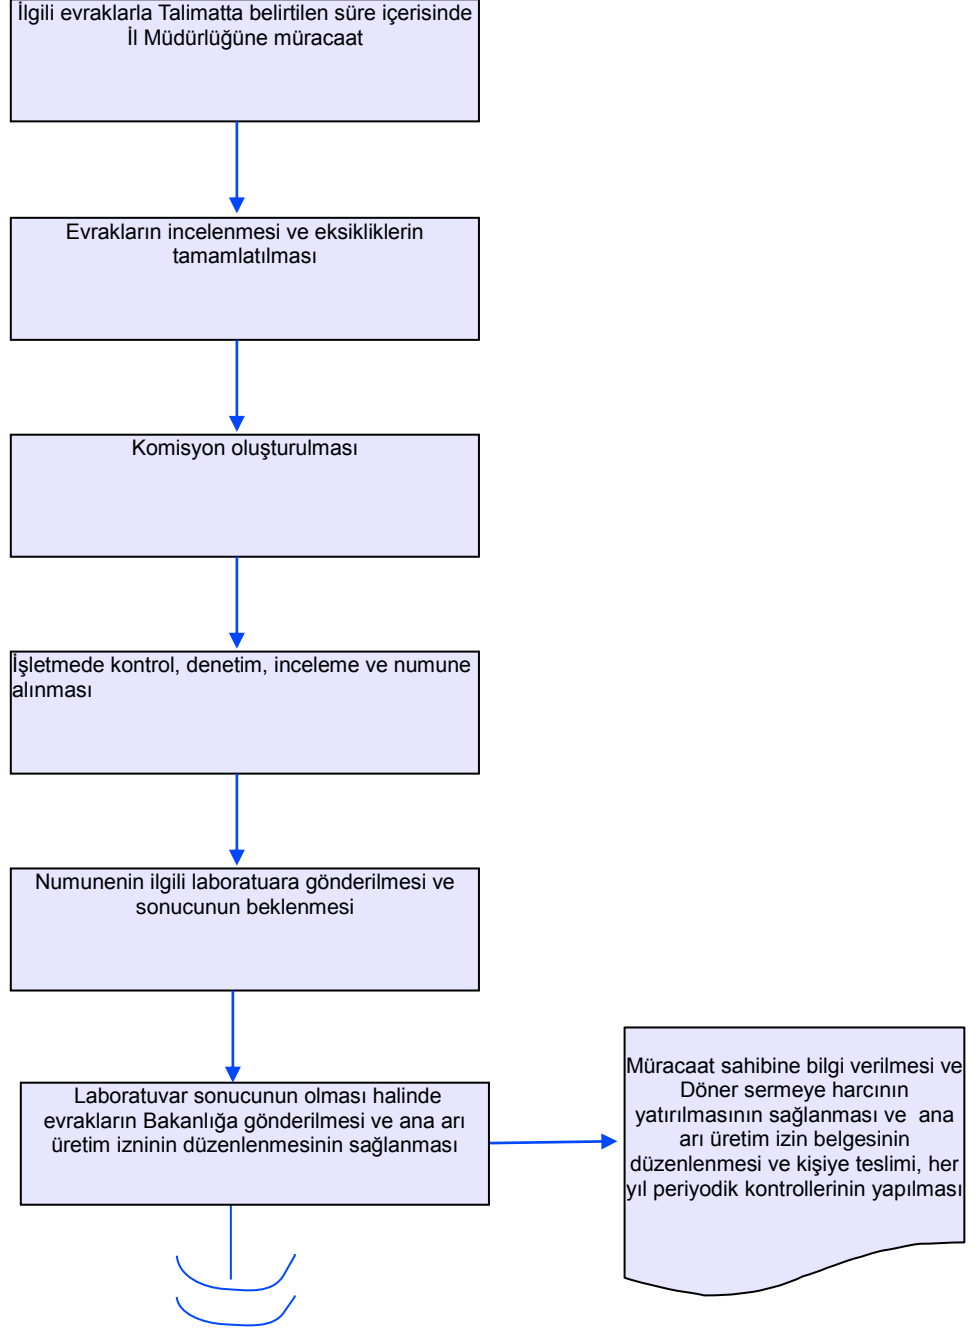 İlgili evraklarla Talimatta belirtilen süre içerisinde
İl Müdürlüğüne müracaat
Evrakların incelenmesi ve eksikliklerin
tamamlatılması
Komisyon oluşturulması
İşletmede kontrol, denetim, inceleme ve numune
alınması
Numunenin ilgili laboratuara gönderilmesi ve
sonucunun beklenmesi
Laboratuvar sonucunun olması halinde
evrakların Bakanlığa gönderilmesi ve ana arı
üretim izninin düzenlenmesinin sağlanması
Müracaat sahibine bilgi verilmesi ve
Döner sermeye harcının
yatırılmasının sağlanması ve  ana
arı üretim izin belgesinin
düzenlenmesi ve kişiye teslimi, her
yıl periyodik kontrollerinin yapılması